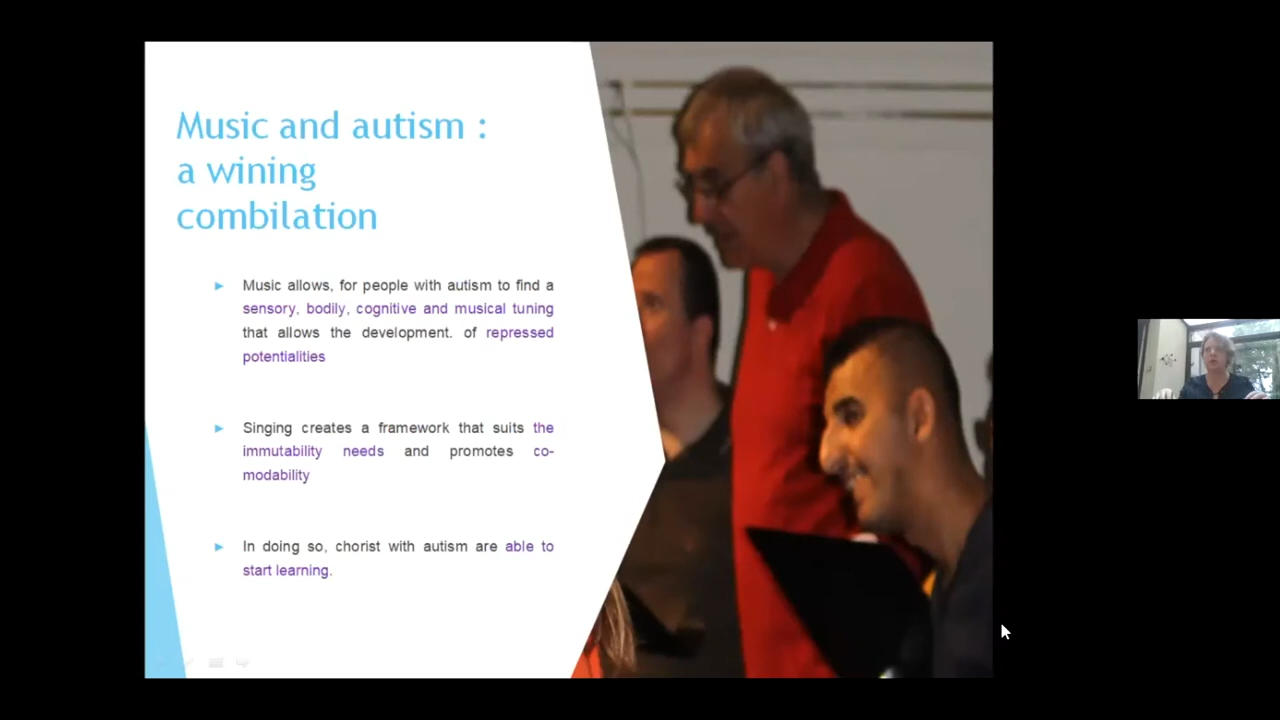 Music and autism :
a wining
combilation
Music allows, for people with autism to find a
sensory, bodily, cognitive and musical tuning
that allows the development. of repressed
potentialities
Singing creates a framework that suits the
immutability needs and promotes co-
modability
In doing so, chorist with autism are able to
start learning.